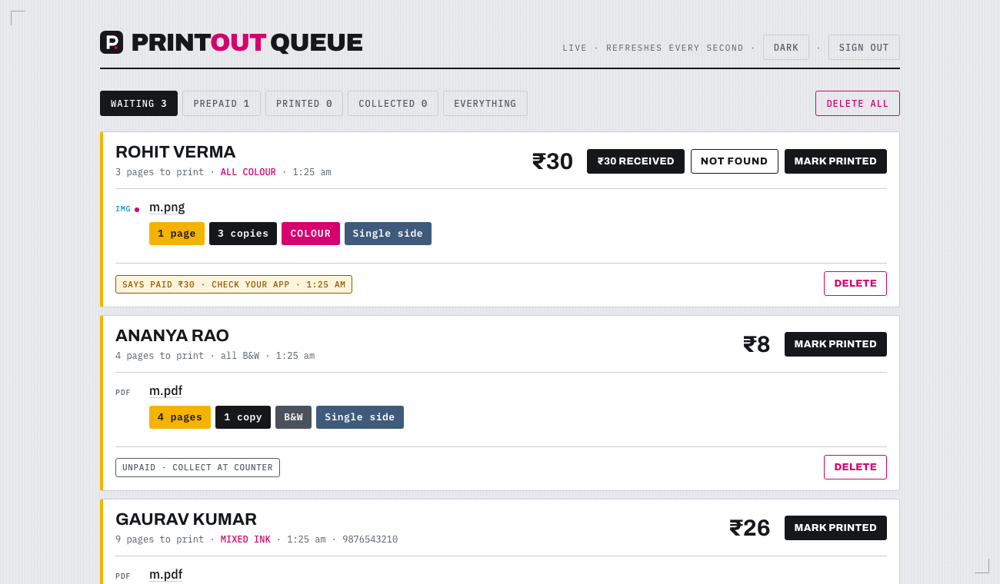 PRINTOUT QUEUE
LIVE · REFRESHES EVERY SECOND · DARK · SIGN OUT
WAITING 3 PREPAID 1 PRINTED 0 COLLECTED 0 EVERYTHING DELETE ALL
ROHIT VERMA
3 pages to print · ALL COLOUR · 1:25 am
₹30 ₹30 RECEIVED NOT FOUND MARK PRINTED
IMG m.png
1 page 3 copies COLOUR Single side
SAYS PAID ₹30 · CHECK YOUR APP · 1:25 AM DELETE
ANANYA RAO
4 pages to print · all B&W · 1:25 am
₹8 MARK PRINTED
PDF m.pdf
4 pages 1 copy B&W Single side
UNPAID · COLLECT AT COUNTER DELETE
GAURAV KUMAR
9 pages to print · MIXED INK · 1:25 am · 9876543210
₹26 MARK PRINTED
PDF m.pdf